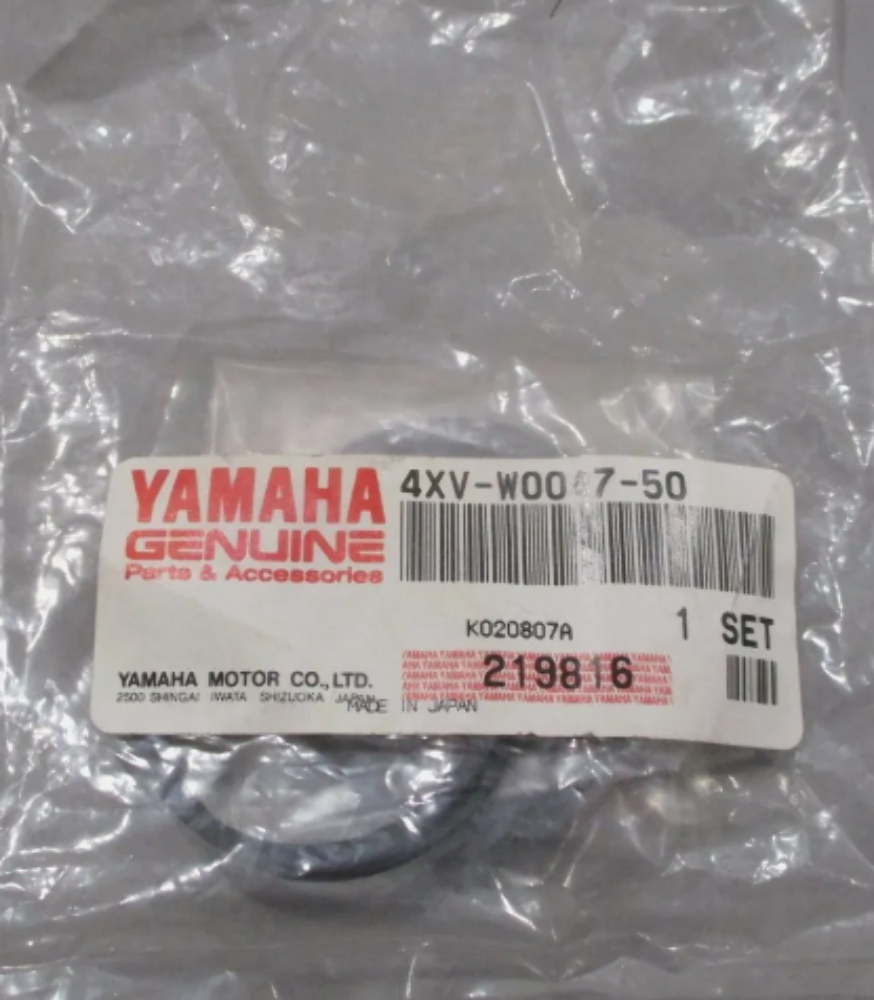 YAMAHA
GENUINE
Parts & Accessories
4XV-W0047-50
K020807A
1 SET
219816
YAMAHA MOTOR CO., LTD.
2500 SHINGAI IWATA SHIZUOKA JAPAN
MADE IN JAPAN